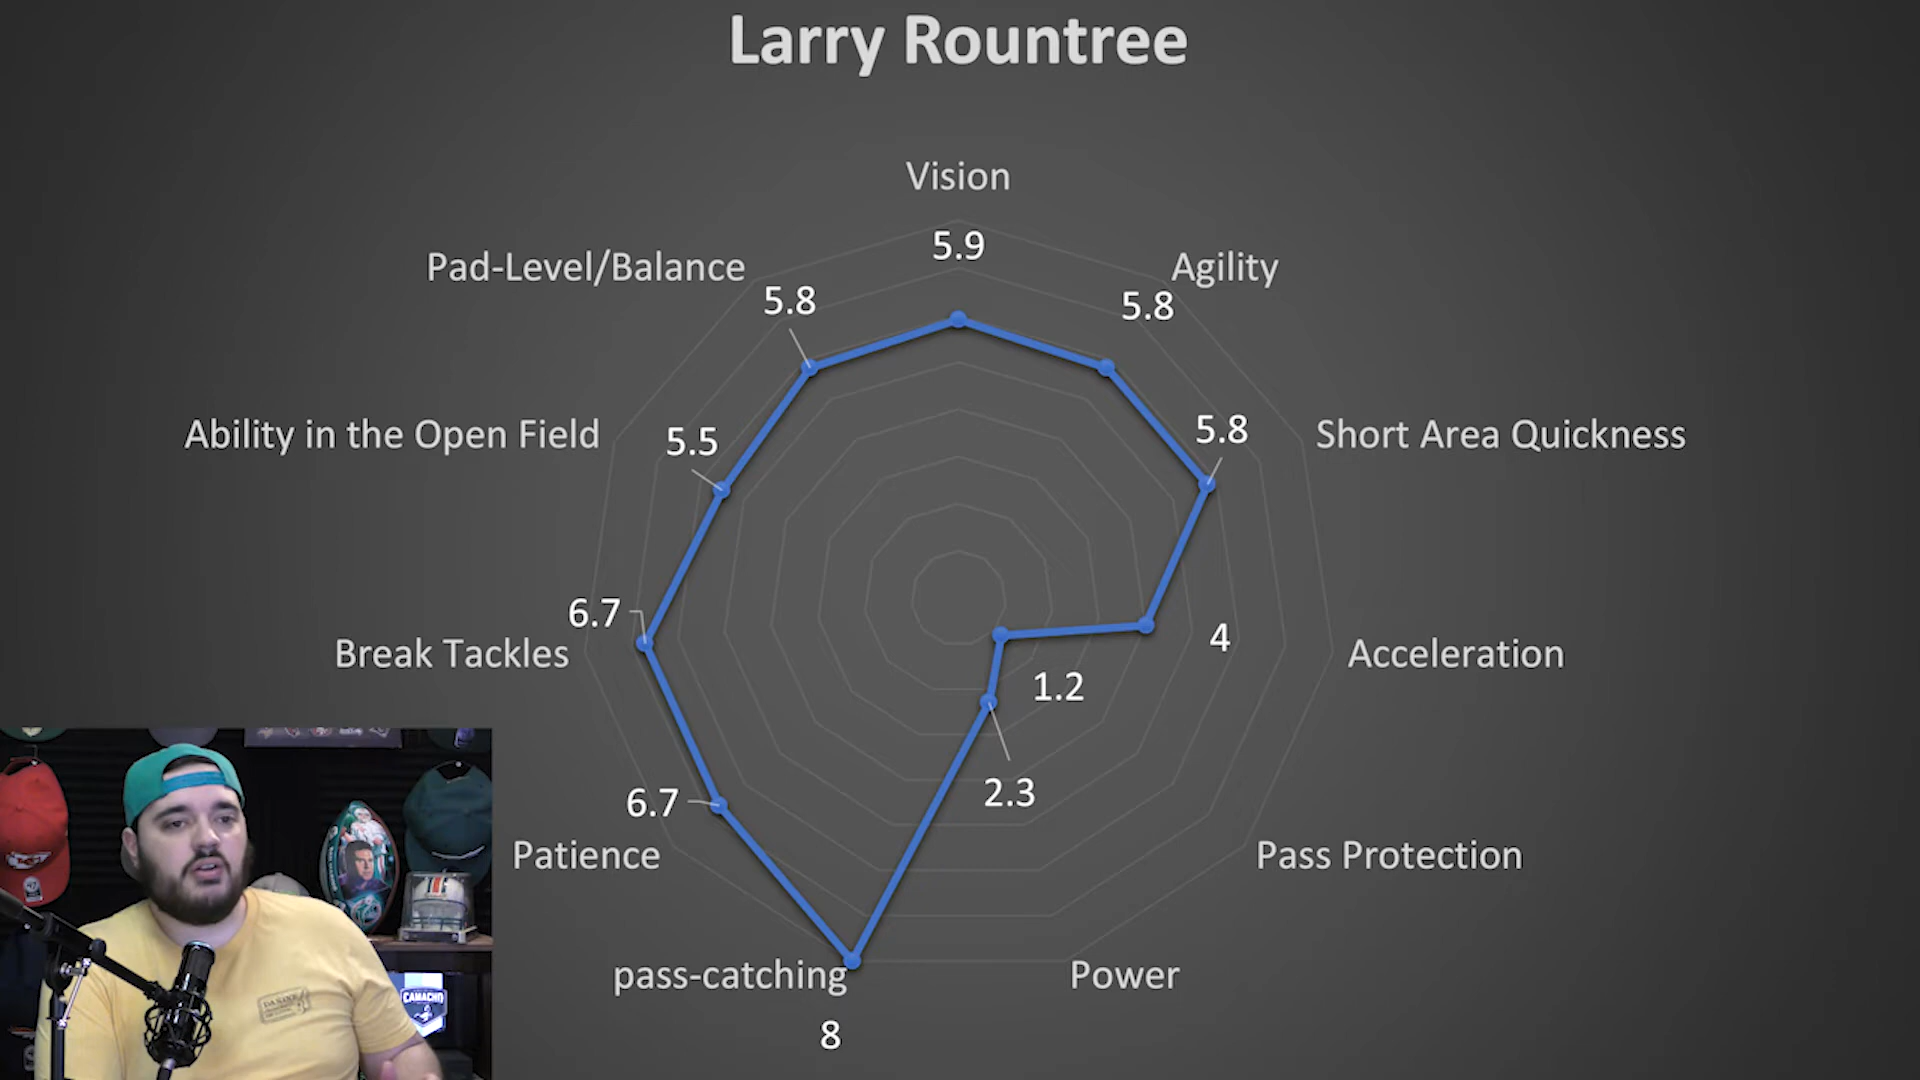 Larry Rountree
Vision
5.9
Pad-Level/Balance
Agility
5.8
5.8
Ability in the Open Field
5.5
5.8
Short Area Quickness
6.7
Break Tackles
4
Acceleration
1.2
6.7
2.3
Patience
Pass Protection
pass-catching
Power
8
47
CAMACHO